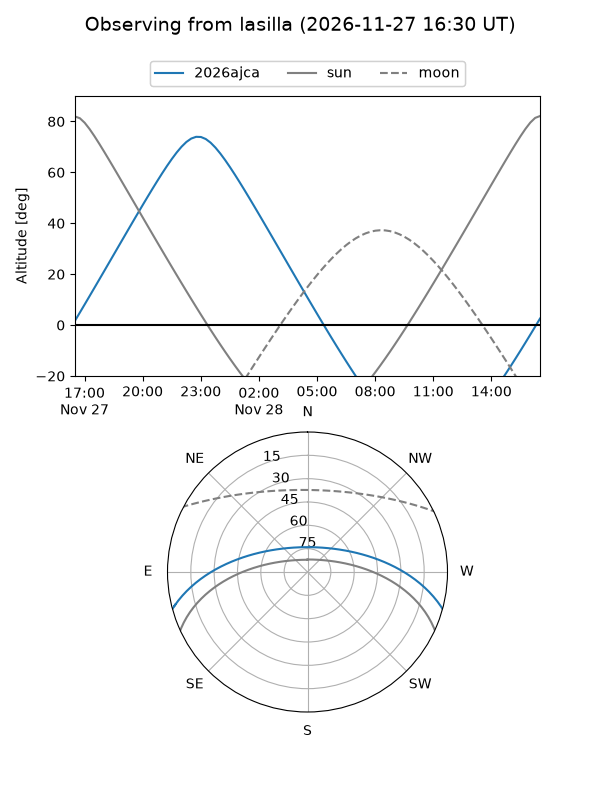 Observing from lasilla (2026-11-27 16:30 UT)
2026ajca sun moon
Altitude [deg]
80
60
40
20
0
−20
17:00 20:00 23:00 02:00 05:00 08:00 11:00 14:00
Nov 27 Nov 28
N
NE NW
15
30
45
60
75
E W
SE SW
S